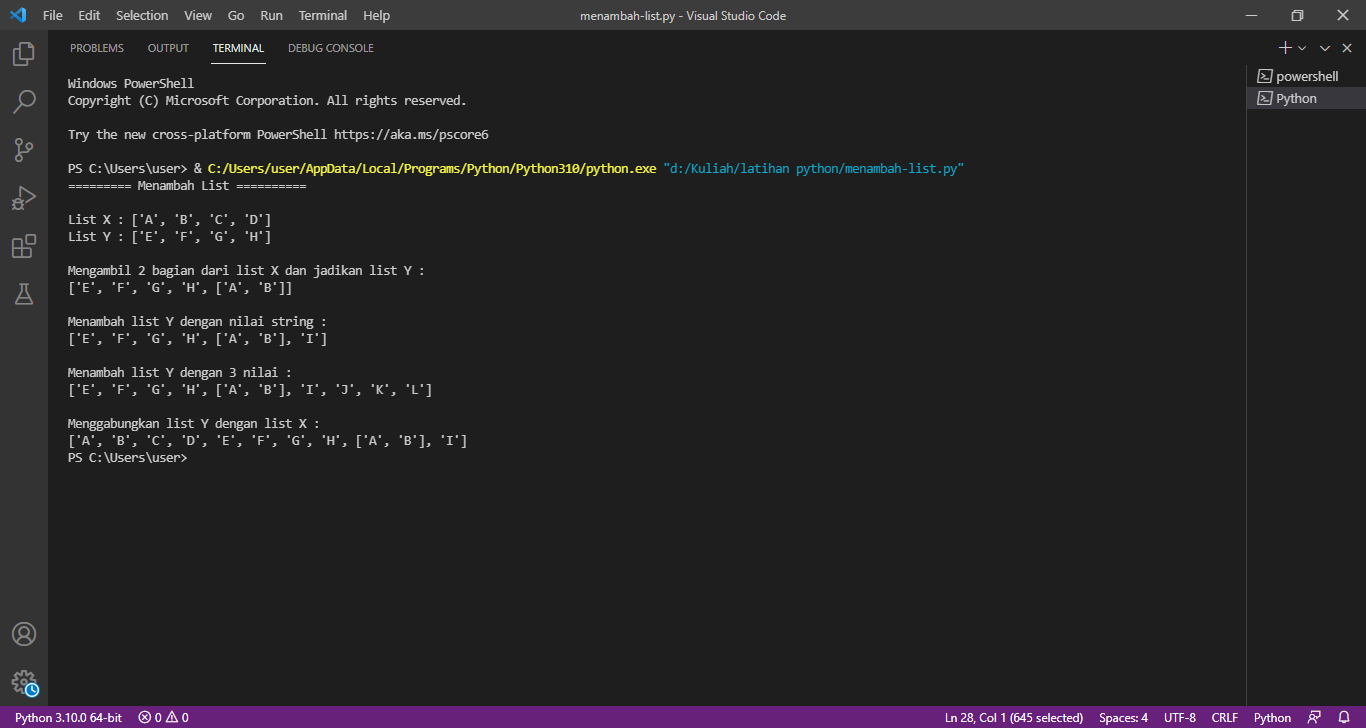 File Edit Selection View Go Run Terminal Help menambah-list.py - Visual Studio Code
PROBLEMS OUTPUT TERMINAL DEBUG CONSOLE
powershell
Python
Windows PowerShell
Copyright (C) Microsoft Corporation. All rights reserved.
Try the new cross-platform PowerShell https://aka.ms/pscore6
PS C:\Users\user> & C:/Users/user/AppData/Local/Programs/Python/Python310/python.exe "d:/Kuliah/latihan python/menambah-list.py"
========= Menambah List ==========
List X : ['A', 'B', 'C', 'D']
List Y : ['E', 'F', 'G', 'H']
Mengambil 2 bagian dari list X dan jadikan list Y :
['E', 'F', 'G', 'H', ['A', 'B']]
Menambah list Y dengan nilai string :
['E', 'F', 'G', 'H', ['A', 'B'], 'I']
Menambah list Y dengan 3 nilai :
['E', 'F', 'G', 'H', ['A', 'B'], 'I', 'J', 'K', 'L']
Menggabungkan list Y dengan list X :
['A', 'B', 'C', 'D', 'E', 'F', 'G', 'H', ['A', 'B'], 'I']
PS C:\Users\user>
Python 3.10.0 64-bit 0 0 Ln 28, Col 1 (645 selected) Spaces: 4 UTF-8 CRLF Python